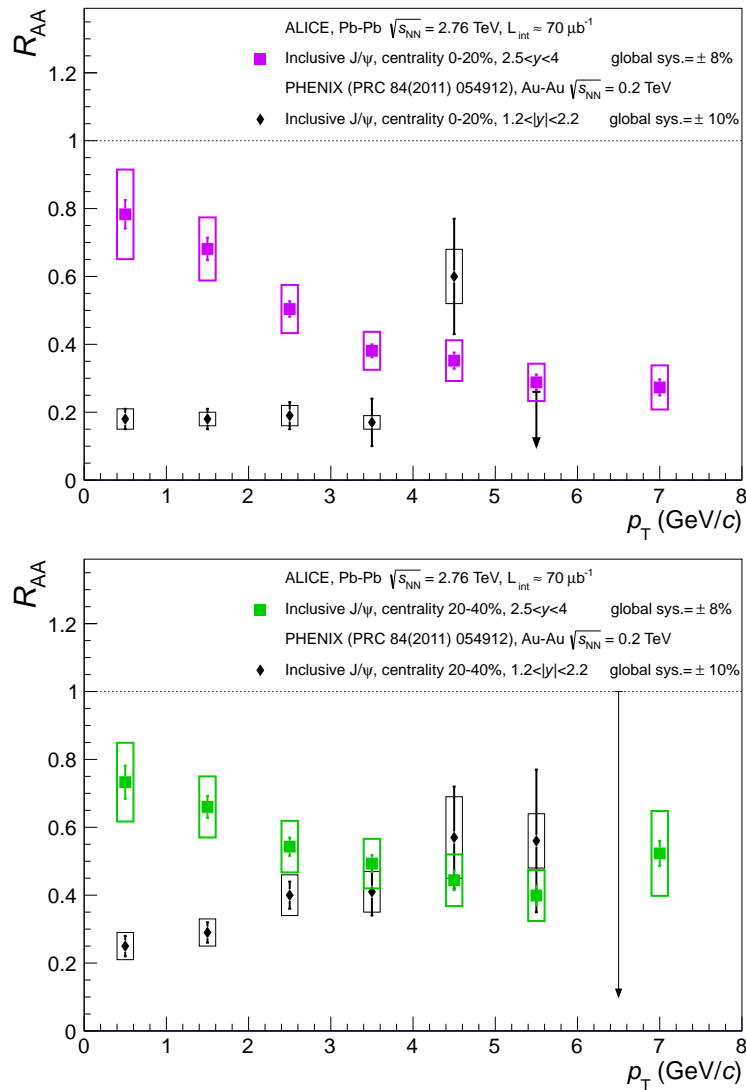 R_AA
ALICE, Pb-Pb √s_NN = 2.76 TeV, L_int ≈ 70 μb⁻¹
Inclusive J/ψ, centrality 0-20%, 2.5<y<4 global sys.= ± 8%
PHENIX (PRC 84(2011) 054912), Au-Au √s_NN = 0.2 TeV
Inclusive J/ψ, centrality 0-20%, 1.2<|y|<2.2 global sys.= ± 10%
1.2
1
0.8
0.6
0.4
0.2
0
0 1 2 3 4 5 6 7 8
p_T (GeV/c)
R_AA
ALICE, Pb-Pb √s_NN = 2.76 TeV, L_int ≈ 70 μb⁻¹
Inclusive J/ψ, centrality 20-40%, 2.5<y<4 global sys.= ± 8%
PHENIX (PRC 84(2011) 054912), Au-Au √s_NN = 0.2 TeV
Inclusive J/ψ, centrality 20-40%, 1.2<|y|<2.2 global sys.= ± 10%
1.2
1
0.8
0.6
0.4
0.2
0
0 1 2 3 4 5 6 7 8
p_T (GeV/c)